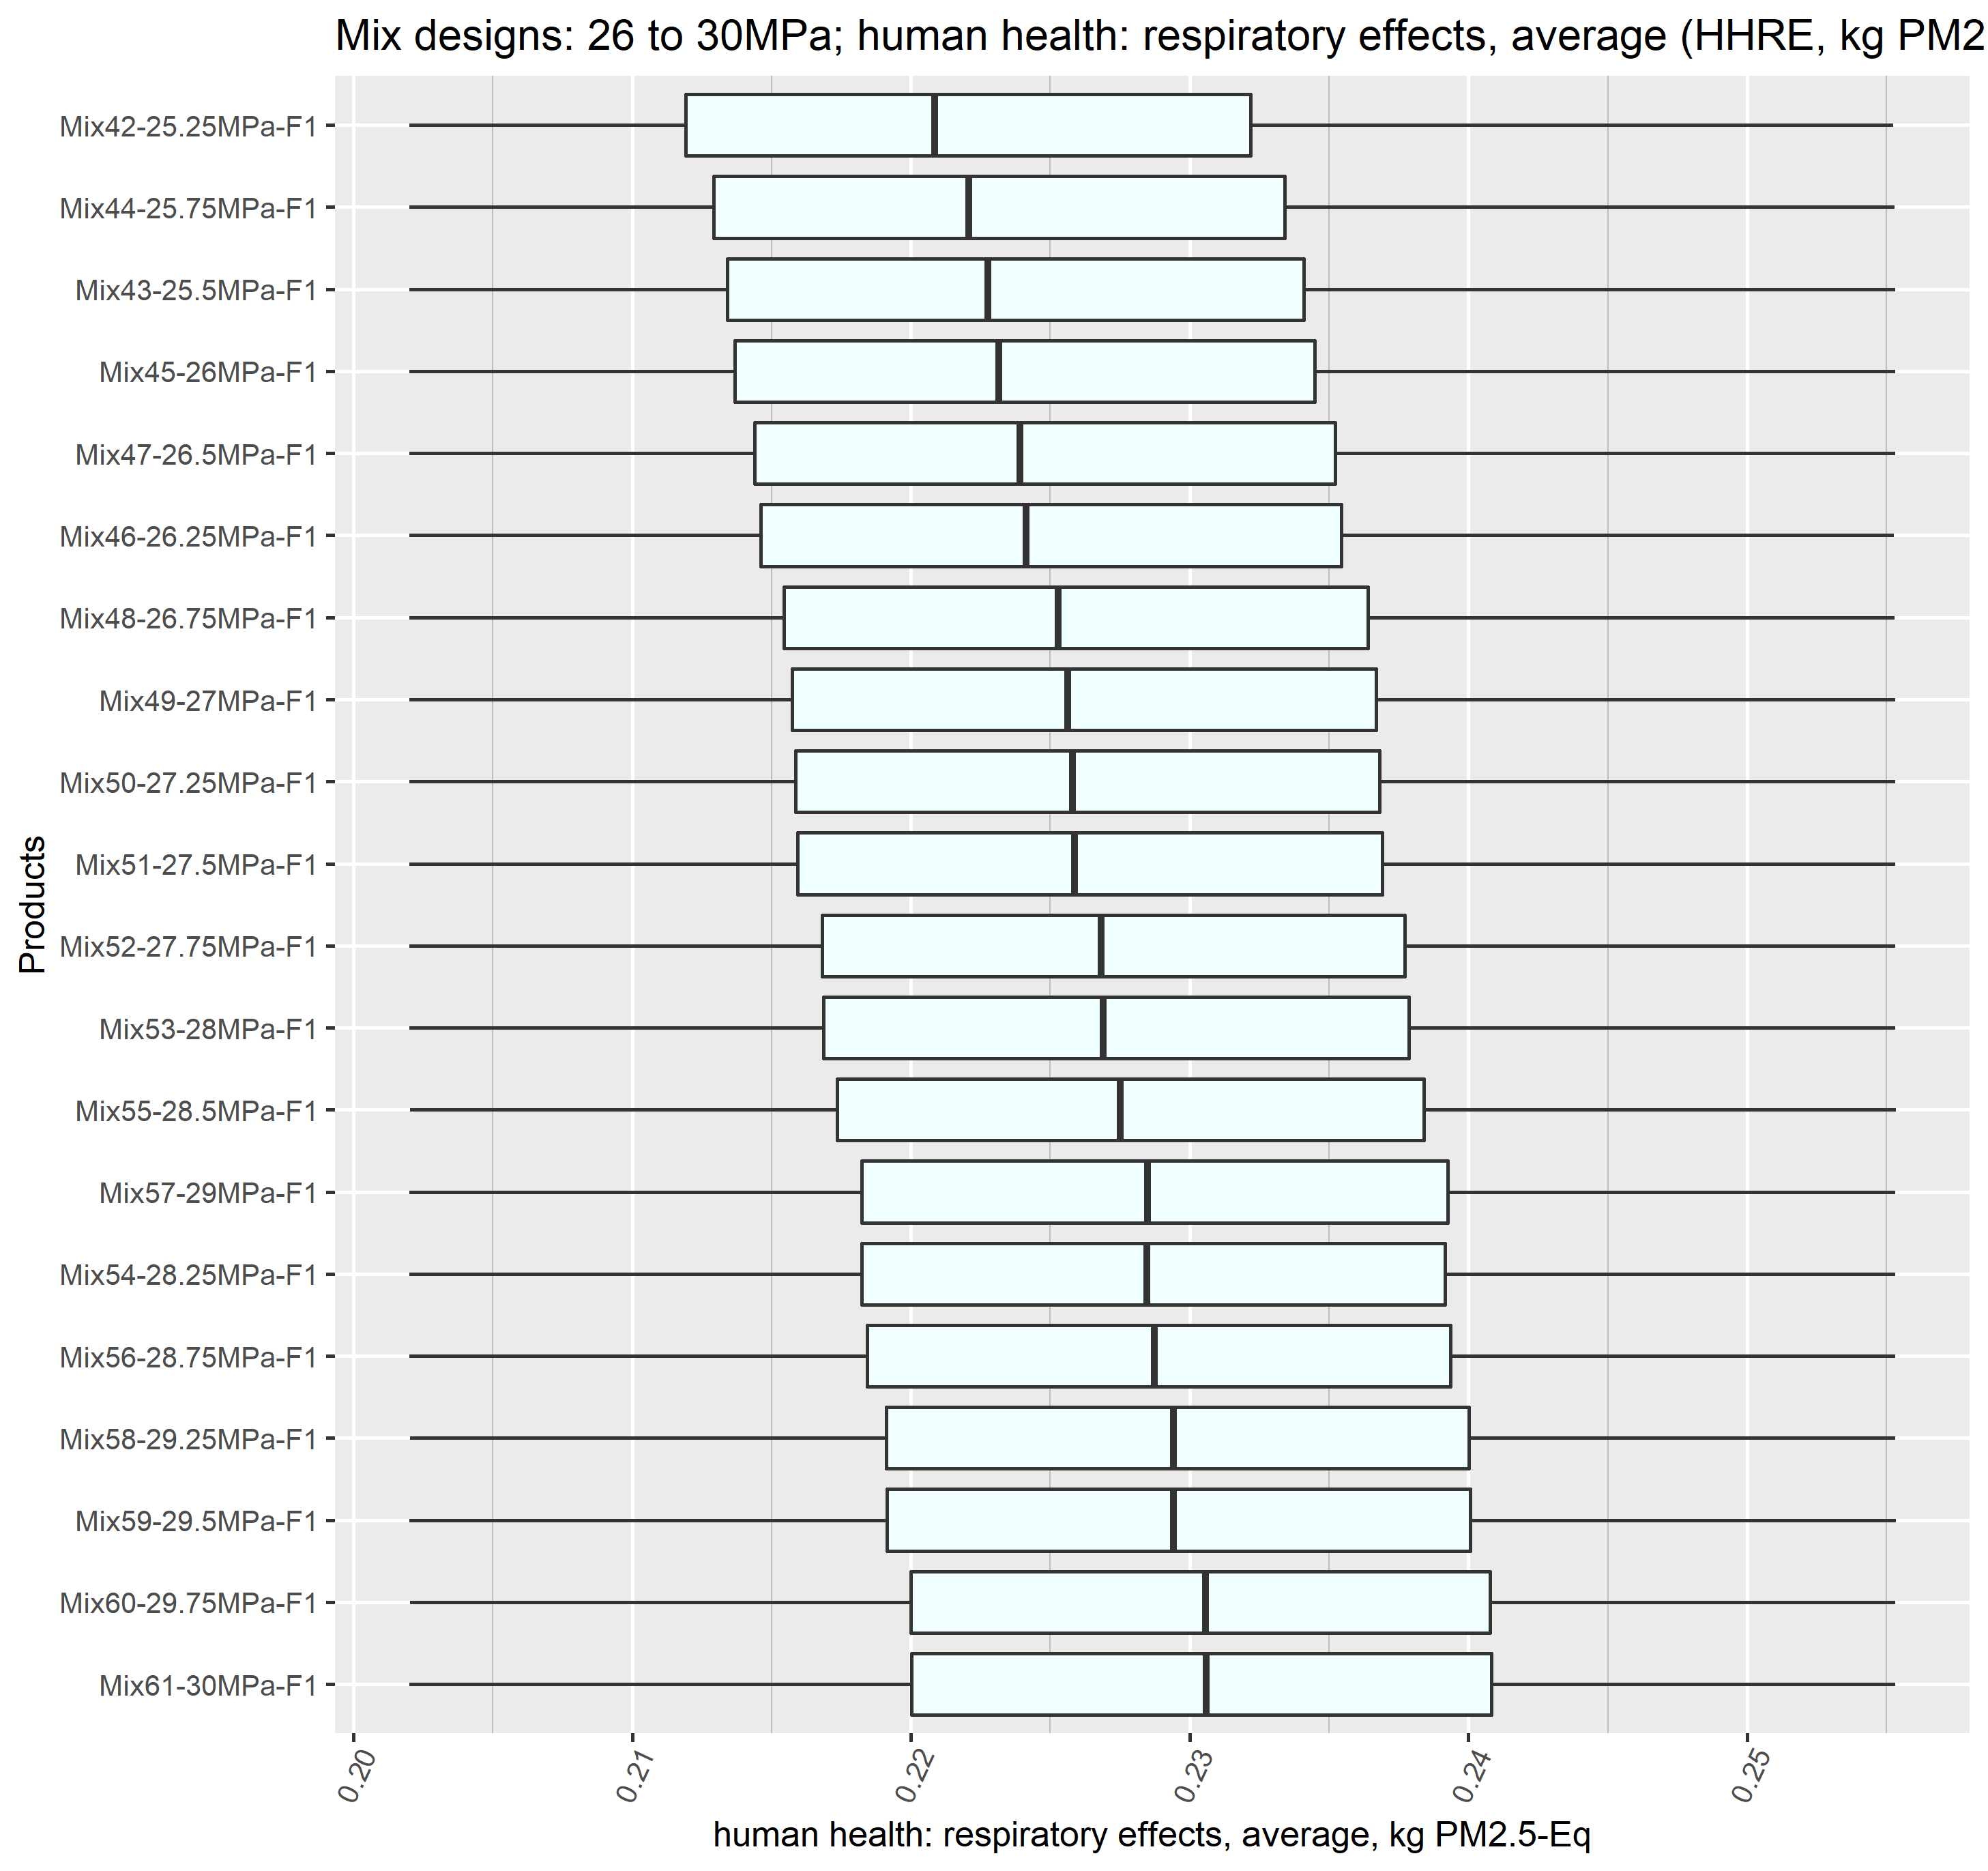 Mix designs: 26 to 30MPa; human health: respiratory effects, average (HHRE, kg PM2
Mix42-25.25MPa-F1
Mix44-25.75MPa-F1
Mix43-25.5MPa-F1
Mix45-26MPa-F1
Mix47-26.5MPa-F1
Mix46-26.25MPa-F1
Mix48-26.75MPa-F1
Mix49-27MPa-F1
Mix50-27.25MPa-F1
Mix51-27.5MPa-F1
Mix52-27.75MPa-F1
Mix53-28MPa-F1
Mix55-28.5MPa-F1
Mix57-29MPa-F1
Mix54-28.25MPa-F1
Mix56-28.75MPa-F1
Mix58-29.25MPa-F1
Mix59-29.5MPa-F1
Mix60-29.75MPa-F1
Mix61-30MPa-F1
Products
0.20 0.21 0.22 0.23 0.24 0.25
human health: respiratory effects, average, kg PM2.5-Eq